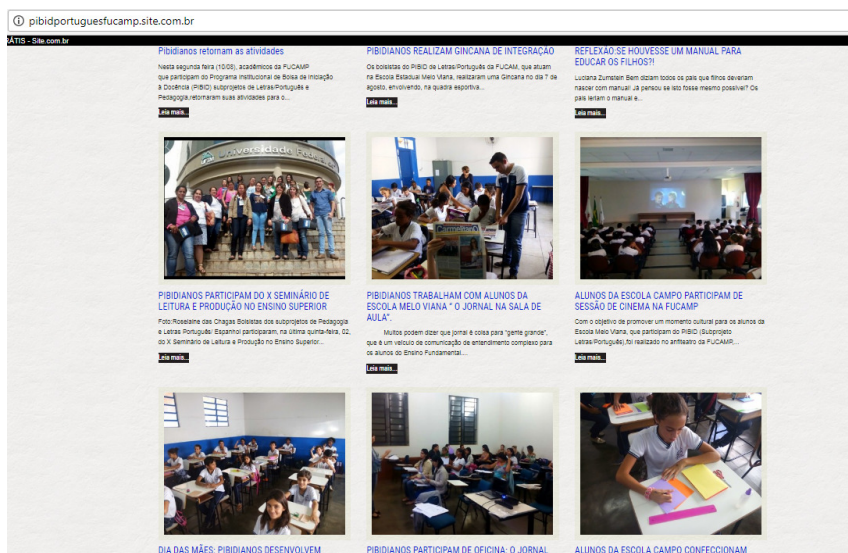 pibidportuguesfucamp.site.com.br
RÁTIS - Site.com.br
Pibidianos retornam as atividades
Nesta segunda feira (10/08), acadêmicos da FUCAMP
que participam do Programa Institucional de Bolsa de Iniciação
à Docência (PIBID) subprojetos de Letras/Português e
Pedagogia,retornaram suas atividades para o...
Leia mais...
PIBIDIANOS REALIZAM GINCANA DE INTEGRAÇÃO
Os bolsistas do PIBID de Letras/Português da FUCAM, que atuam
na Escola Estadual Melo Viana, realizaram uma Gincana no dia 7 de
agosto, envolvendo, na quadra esportiva...
Leia mais...
REFLEXÃO:SE HOUVESSE UM MANUAL PARA
EDUCAR OS FILHOS?!
Luciana Zumstein Bem diziam todos os pais que filhos deveriam
nascer com manual! Já pensou se isto fosse mesmo possível? Os
pais leriam o manual e...
Leia mais...
Universidade Federal
PIBIDIANOS PARTICIPAM DO X SEMINÁRIO DE
LEITURA E PRODUÇÃO NO ENSINO SUPERIOR
Foto:Roselaine das Chagas Bolsistas dos subprojetos de Pedagogia
e Letras Português/ Espanhol participaram, na última quinta-feira, 02,
do X Seminário de Leitura e Produção no Ensino Superior...
Leia mais...
PIBIDIANOS TRABALHAM COM ALUNOS DA
ESCOLA MELO VIANA " O JORNAL NA SALA DE
AULA".
Muitos podem dizer que jornal é coisa para "gente grande",
que é um veículo de comunicação de entendimento complexo para
os alunos do Ensino Fundamental....
Leia mais...
ALUNOS DA ESCOLA CAMPO PARTICIPAM DE
SESSÃO DE CINEMA NA FUCAMP
Com o objetivo de promover um momento cultural para os alunos da
Escola Melo Viana, que participam do PIBID (Subprojeto
Letras/Português),foi realizado no anfiteatro da FUCAMP,...
Leia mais...
DIA DAS MÃES: PIBIDIANOS DESENVOLVEM
PIBIDIANOS PARTICIPAM DE OFICINA: O JORNAL
ALUNOS DA ESCOLA CAMPO CONFECCIONAM